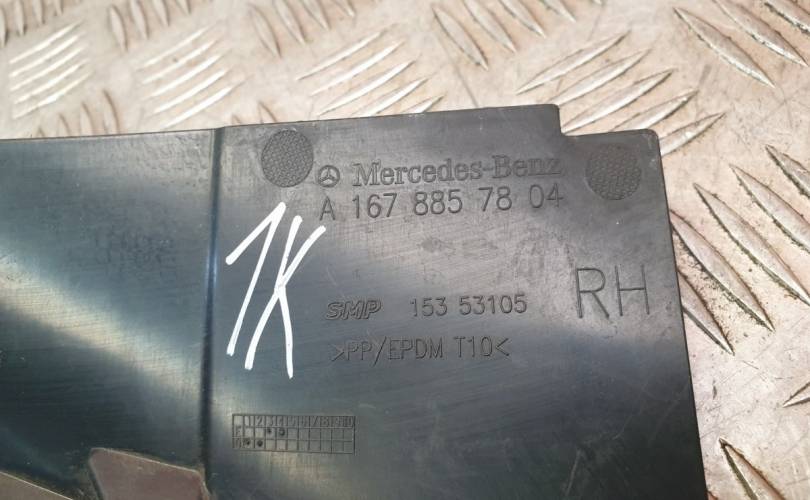 Mercedes-Benz
A 167 885 78 04
1K
SMP 153 53105
RH
>PP/EPDM T10<